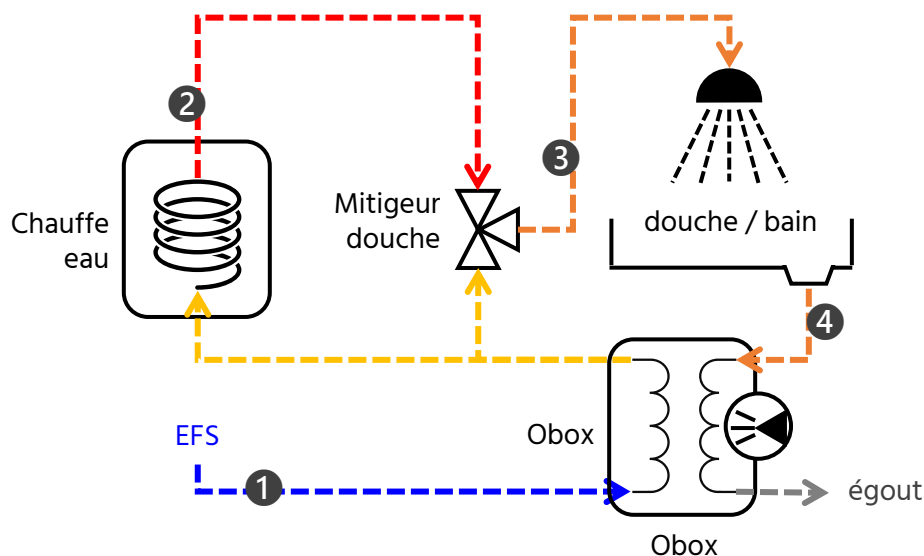 2
3
Chauffe
eau
Mitigeur
douche
douche / bain
4
EFS
Obox
1
égout
Obox